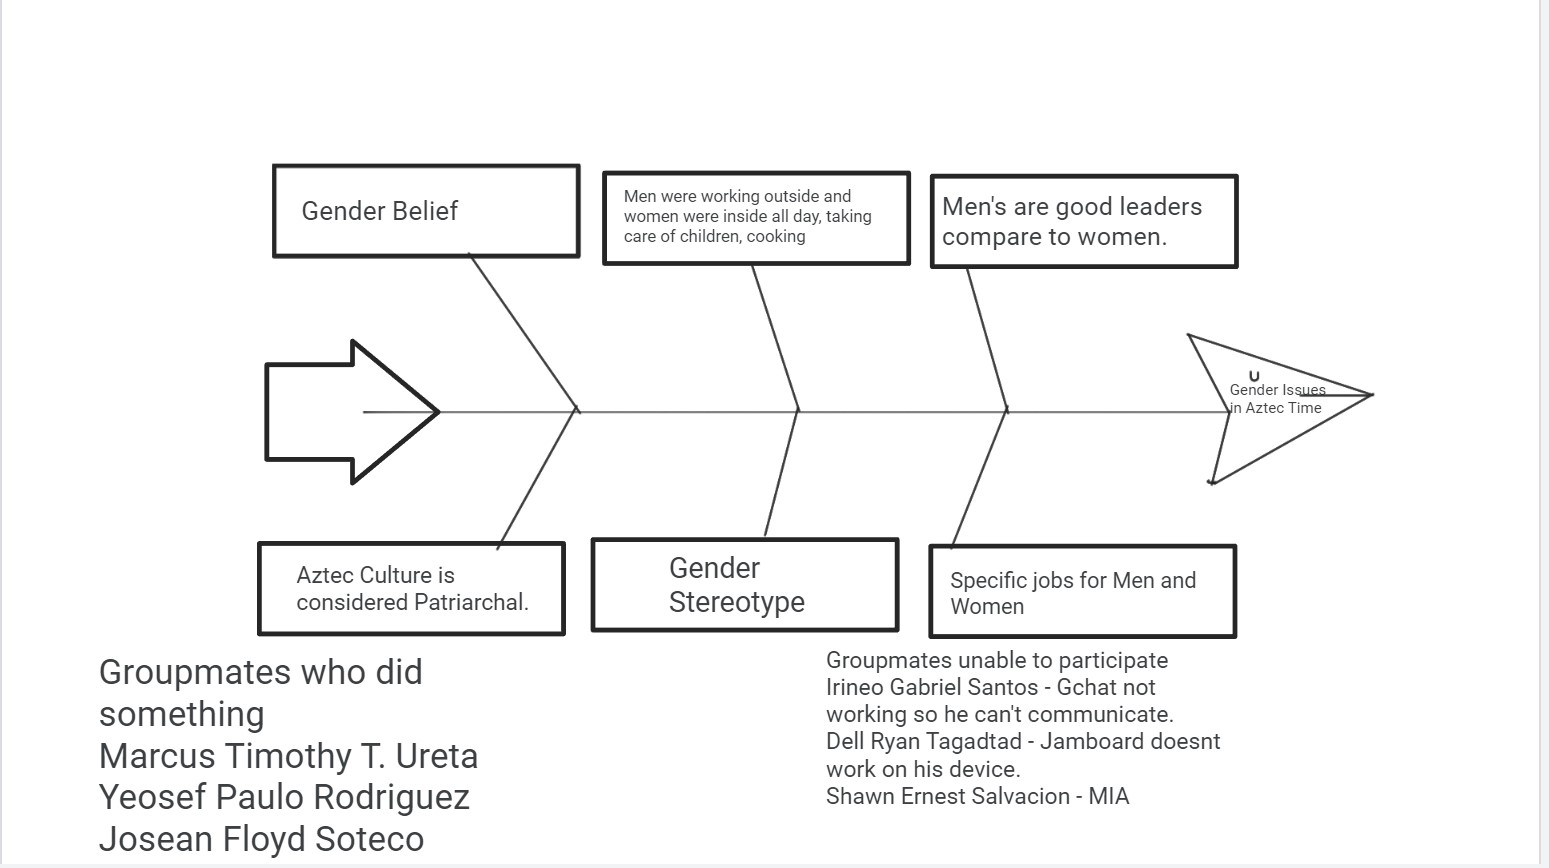 Gender Belief
Men were working outside and
women were inside all day, taking
care of children, cooking
Men's are good leaders
compare to women.
Gender Issues
in Aztec Time
Aztec Culture is
considered Patriarchal.
Gender
Stereotype
Specific jobs for Men and
Women
Groupmates who did
something
Marcus Timothy T. Ureta
Yeosef Paulo Rodriguez
Josean Floyd Soteco
Groupmates unable to participate
Irineo Gabriel Santos - Gchat not
working so he can't communicate.
Dell Ryan Tagadtad - Jamboard doesnt
work on his device.
Shawn Ernest Salvacion - MIA